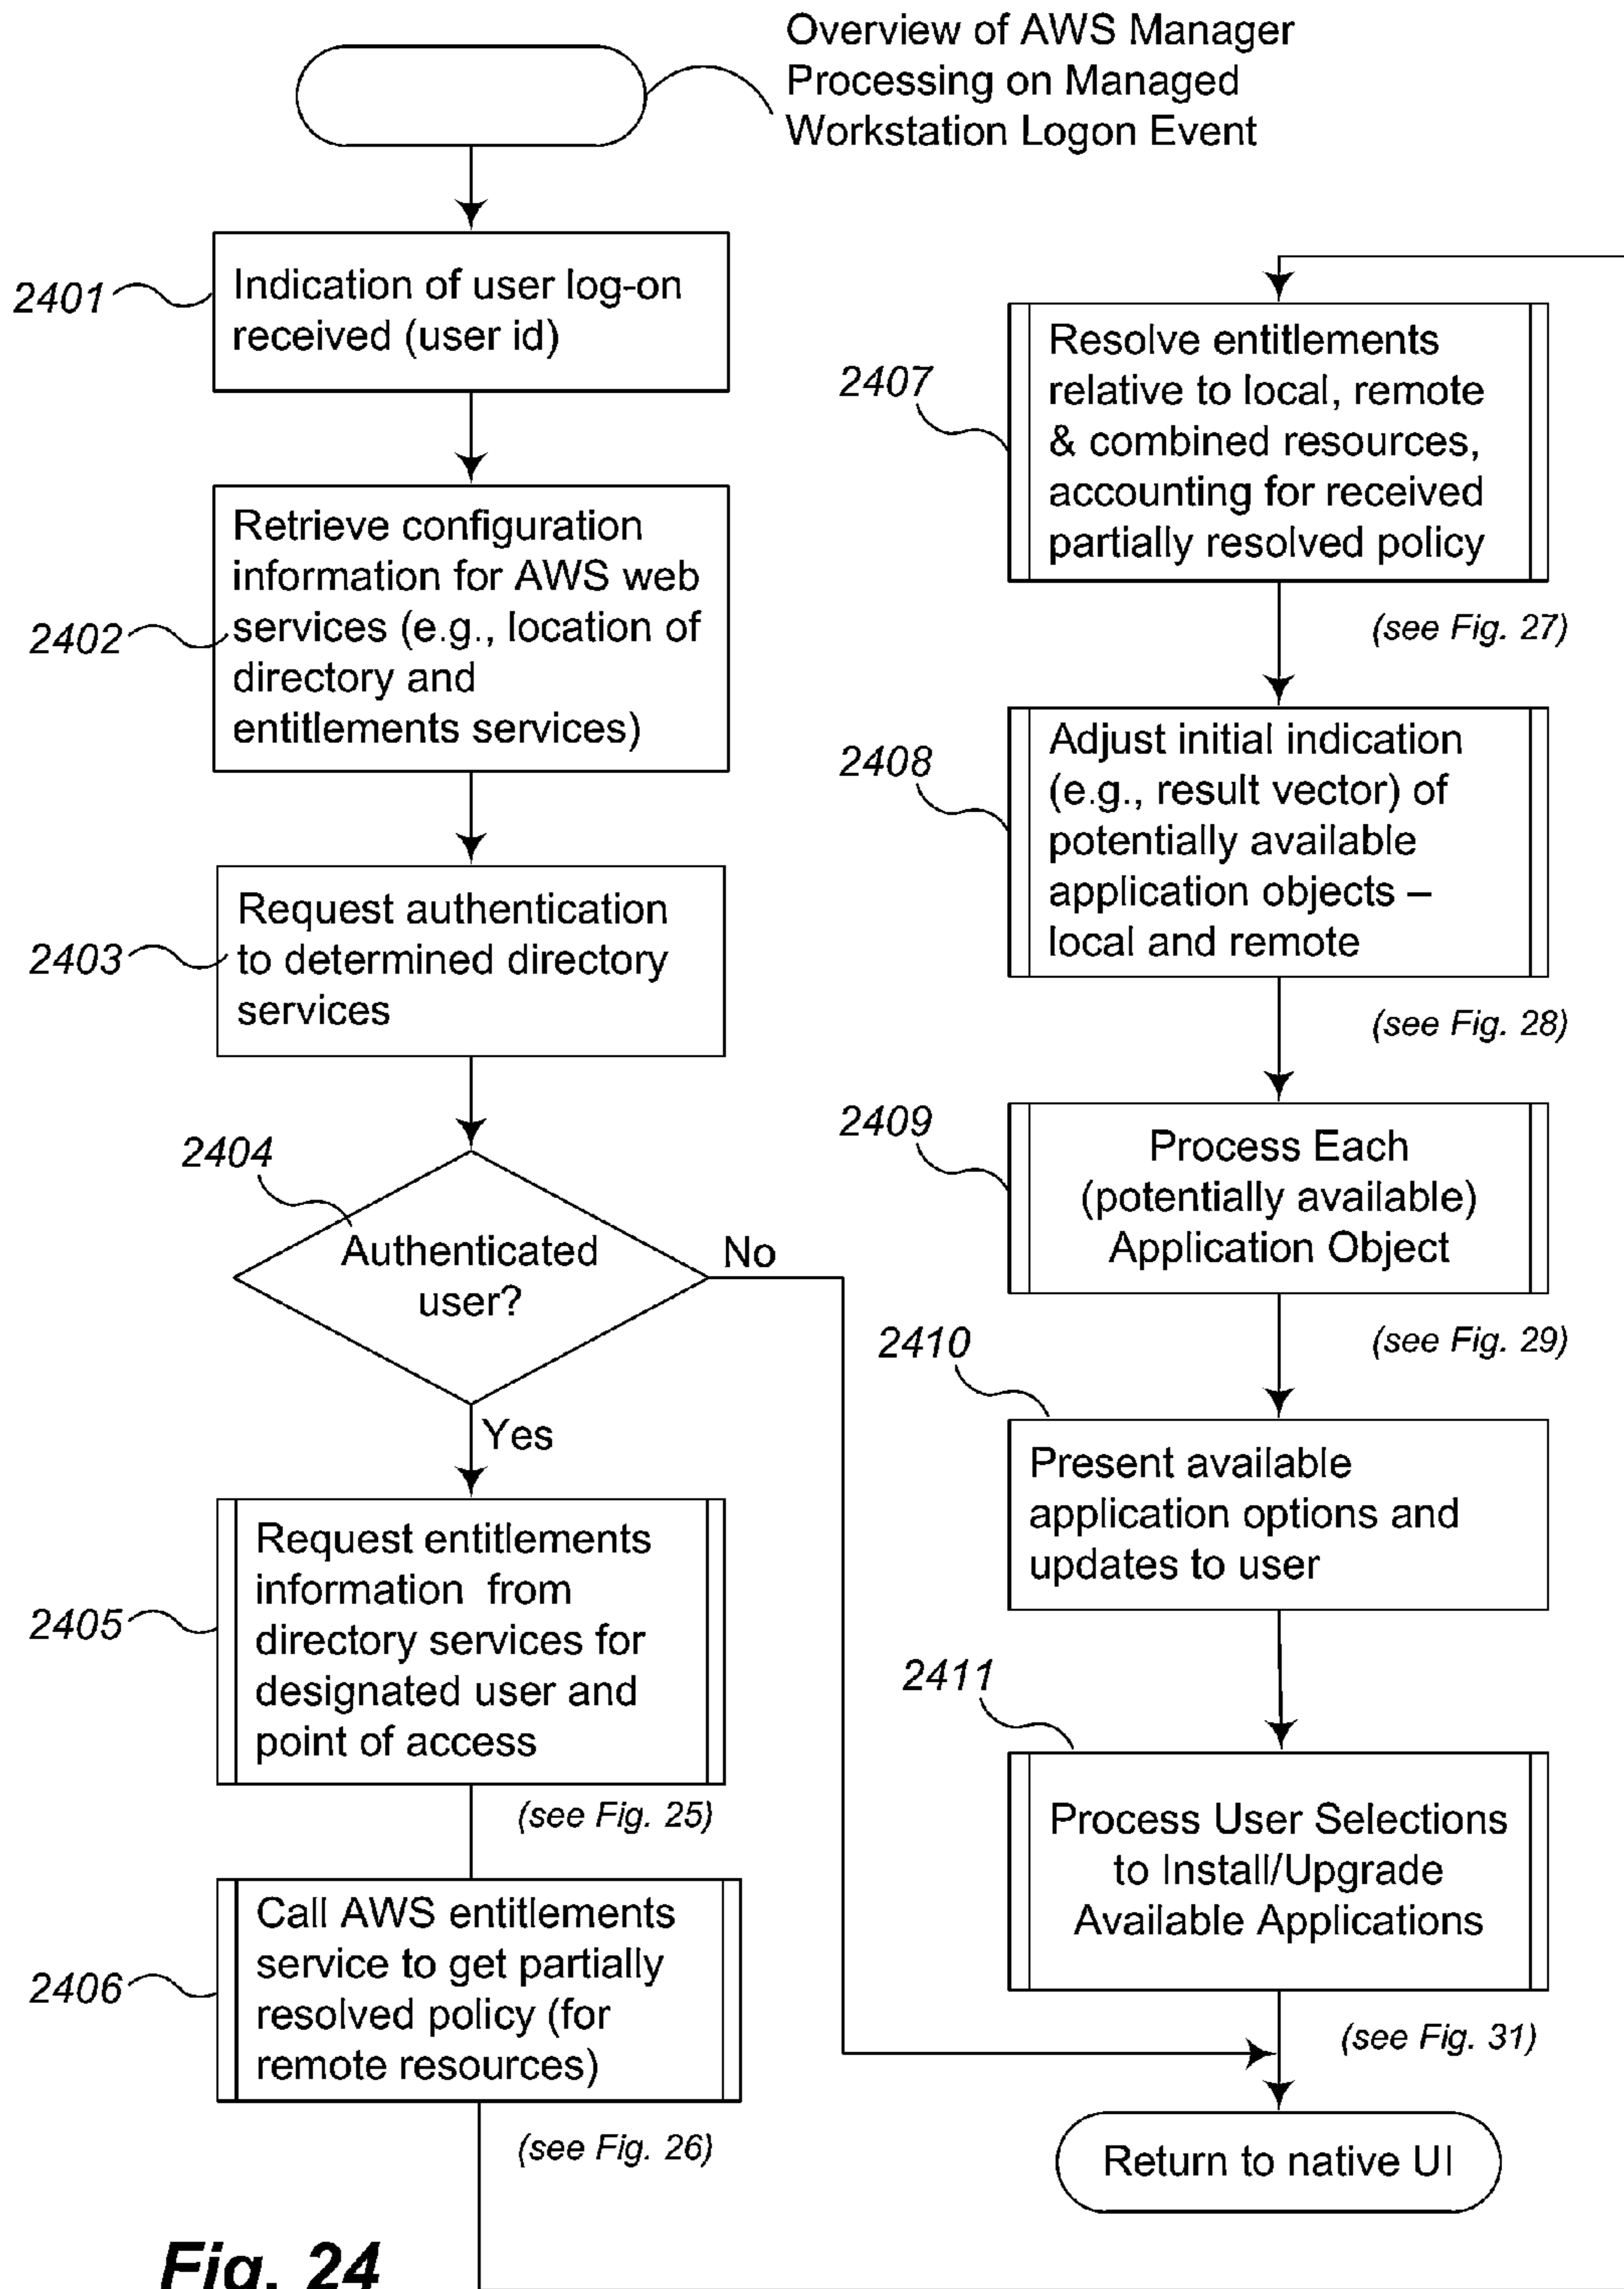 Overview of AWS Manager
Processing on Managed
Workstation Logon Event
2401
Indication of user log-on
received (user id)
2402
Retrieve configuration
information for AWS web
services (e.g., location of
directory and
entitlements services)
2403
Request authentication
to determined directory
services
2404
Authenticated
user?
No
Yes
2405
Request entitlements
information from
directory services for
designated user and
point of access
(see Fig. 25)
2406
Call AWS entitlements
service to get partially
resolved policy (for
remote resources)
(see Fig. 26)
2407
Resolve entitlements
relative to local, remote
& combined resources,
accounting for received
partially resolved policy
(see Fig. 27)
2408
Adjust initial indication
(e.g., result vector) of
potentially available
application objects –
local and remote
(see Fig. 28)
2409
Process Each
(potentially available)
Application Object
(see Fig. 29)
2410
Present available
application options and
updates to user
2411
Process User Selections
to Install/Upgrade
Available Applications
(see Fig. 31)
Return to native UI
Fig. 24